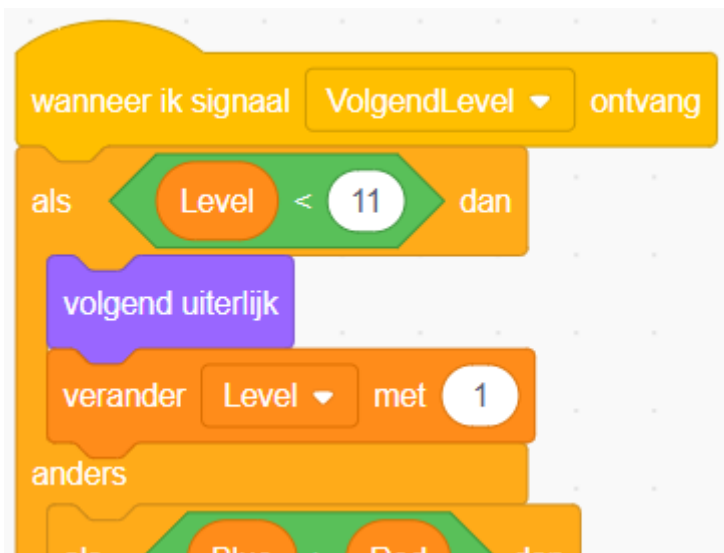 wanneer ik signaal VolgendLevel ontvang
als Level < 11 dan
volgend uiterlijk
verander Level met 1
anders